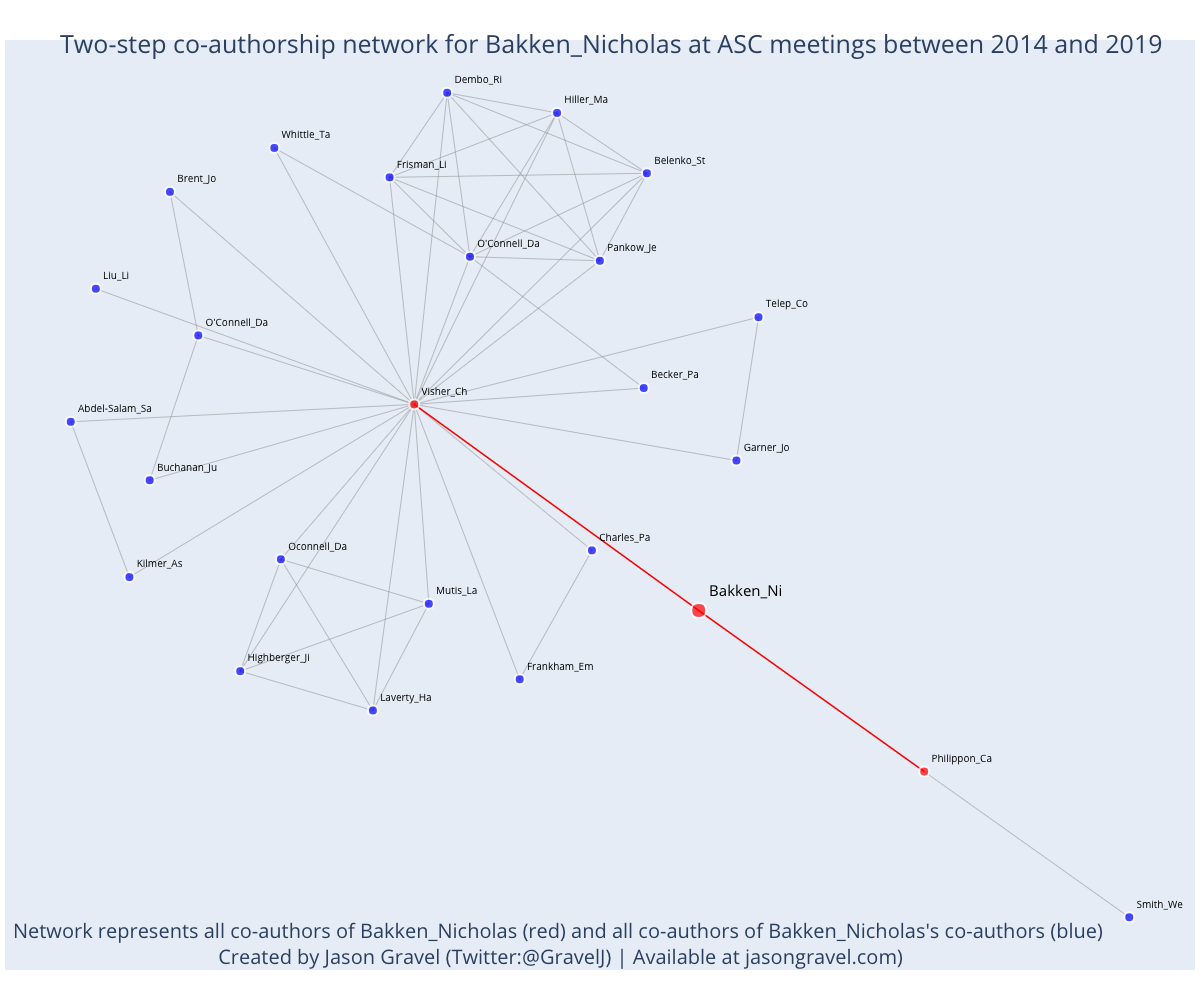 Two-step co-authorship network for Bakken_Nicholas at ASC meetings between 2014 and 2019
Dembo_Ri
Hiller_Ma
Whittle_Ta
Belenko_St
Frisman_Li
Brent_Jo
O'Connell_Da
Pankow_Je
Liu_Li
Telep_Co
O'Connell_Da
Becker_Pa
Visher_Ch
Abdel-Salam_Sa
Garner_Jo
Buchanan_Ju
Charles_Pa
Oconnell_Da
Kilmer_As
Mutis_La
Bakken_Ni
Highberger_Ji
Frankham_Em
Laverty_Ha
Philippon_Ca
Smith_We
Network represents all co-authors of Bakken_Nicholas (red) and all co-authors of Bakken_Nicholas's co-authors (blue)
Created by Jason Gravel (Twitter:@GravelJ) | Available at jasongravel.com)